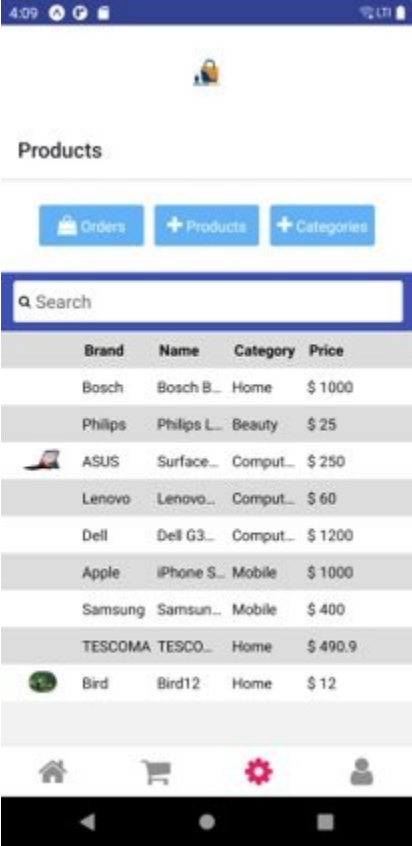 4:09 LTE
Products
Orders Products Categories
Search
Brand Name Category Price
Bosch Bosch B... Home $ 1000
Philips Philips L... Beauty $ 25
ASUS Surface... Comput... $ 250
Lenovo Lenovo... Comput... $ 60
Dell Dell G3... Comput... $ 1200
Apple iPhone S... Mobile $ 1000
Samsung Samsun... Mobile $ 400
TESCOMA TESCO... Home $ 490.9
Bird Bird12 Home $ 12